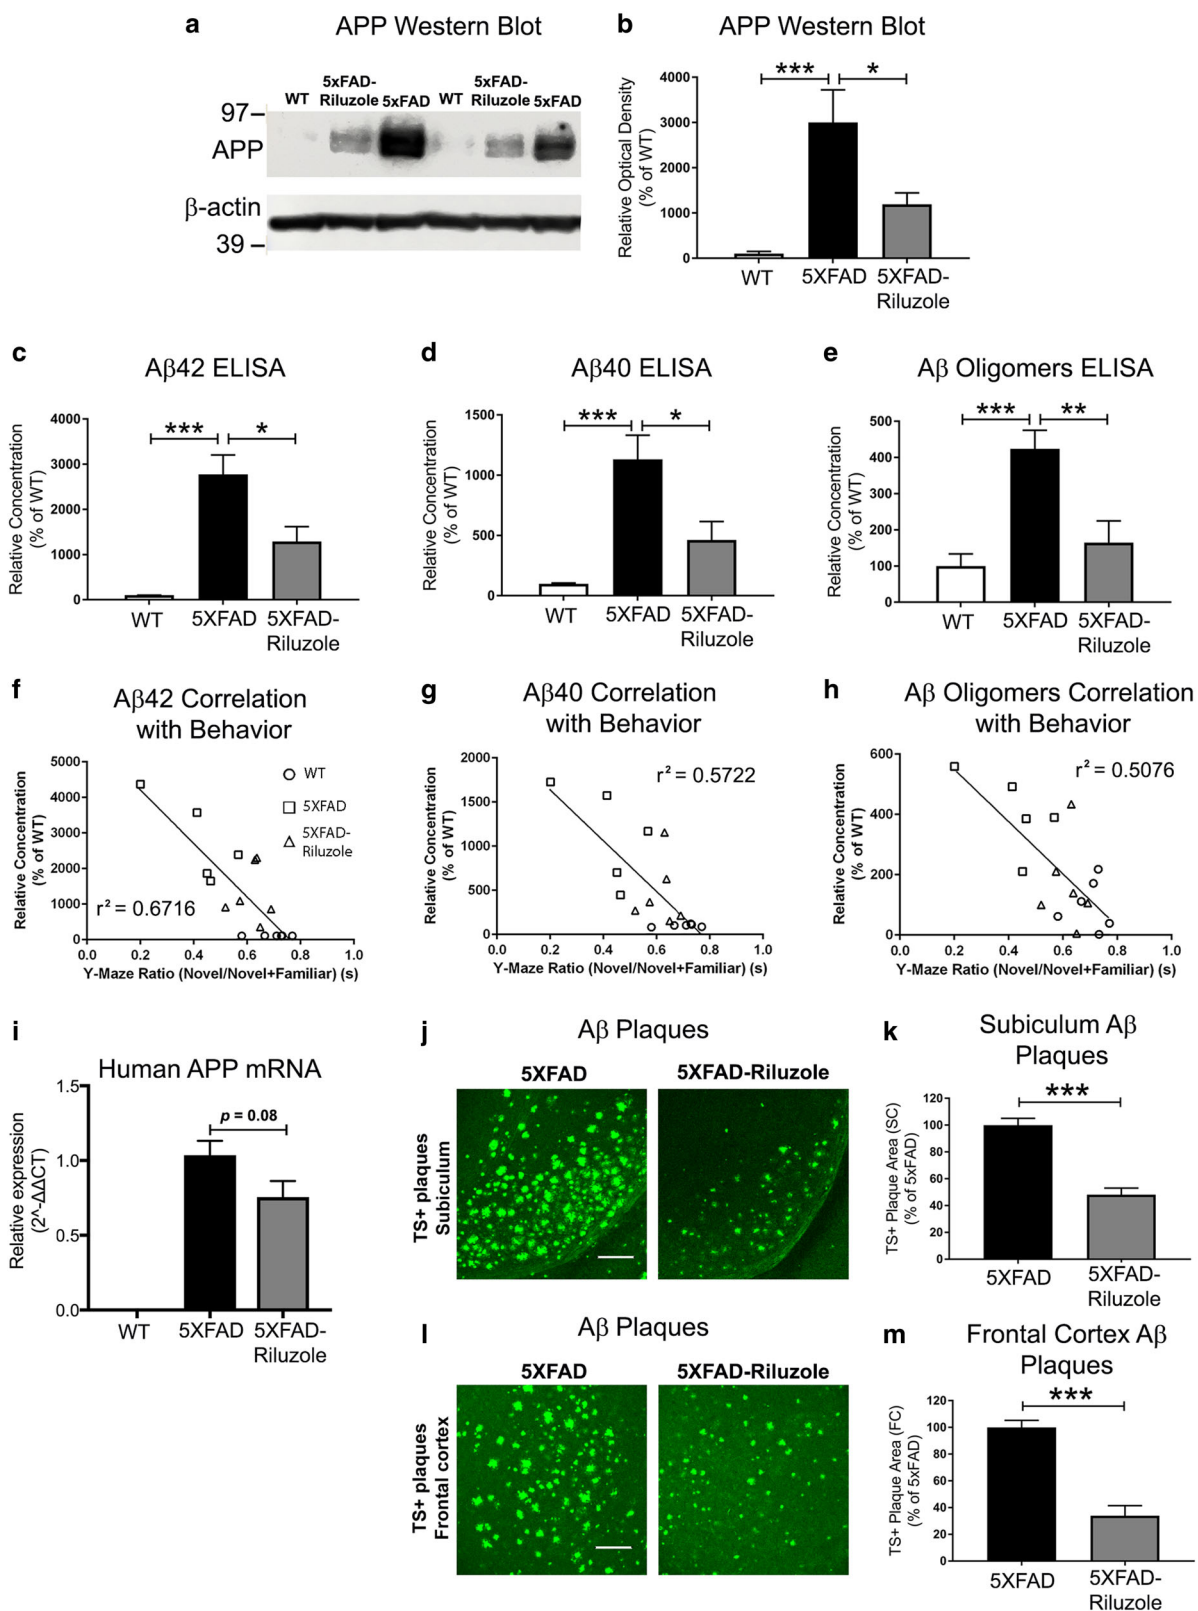 a
APP Western Blot
WT
5xFAD-
Riluzole
5xFAD
WT
5xFAD-
Riluzole
5xFAD
97
APP
β-actin
39
b
APP Western Blot
Relative Optical Density
(% of WT)
4000
3000
2000
1000
0
***
*
WT
5XFAD
5XFAD-
Riluzole
c
Aβ42 ELISA
Relative Concentration
(% of WT)
4000
3000
2000
1000
0
***
*
WT
5XFAD
5XFAD-
Riluzole
d
Aβ40 ELISA
Relative Concentration
(% of WT)
1500
1000
500
0
***
*
WT
5XFAD
5XFAD-
Riluzole
e
Aβ Oligomers ELISA
Relative Concentration
(% of WT)
500
400
300
200
100
0
***
**
WT
5XFAD
5XFAD-
Riluzole
f
Aβ42 Correlation
with Behavior
Relative Concentration
(% of WT)
5000
4000
3000
2000
1000
0
WT
5XFAD
5XFAD-
Riluzole
r² = 0.6716
0.0 0.2 0.4 0.6 0.8 1.0
Y-Maze Ratio (Novel/Novel+Familiar) (s)
g
Aβ40 Correlation
with Behavior
Relative Concentration
(% of WT)
2000
1500
1000
500
0
r² = 0.5722
0.0 0.2 0.4 0.6 0.8 1.0
Y-Maze Ratio (Novel/Novel+Familiar) (s)
h
Aβ Oligomers Correlation
with Behavior
Relative Concentration
(% of WT)
600
400
200
0
r² = 0.5076
0.0 0.2 0.4 0.6 0.8 1.0
Y-Maze Ratio (Novel/Novel+Familiar) (s)
i
Human APP mRNA
Relative expression
(2^-ΔΔCT)
1.5
1.0
0.5
0.0
p = 0.08
WT
5XFAD
5XFAD-
Riluzole
j
Aβ Plaques
5XFAD
5XFAD-Riluzole
TS+ plaques
Subiculum
k
Subiculum Aβ
Plaques
TS+ Plaque Area (SC)
(% of 5xFAD)
120
100
80
60
40
20
0
***
5XFAD
5XFAD-
Riluzole
l
Aβ Plaques
5XFAD
5XFAD-Riluzole
TS+ plaques
Frontal cortex
m
Frontal Cortex Aβ
Plaques
TS+ Plaque Area (FC)
(% of 5xFAD)
120
100
80
60
40
20
0
***
5XFAD
5XFAD-
Riluzole